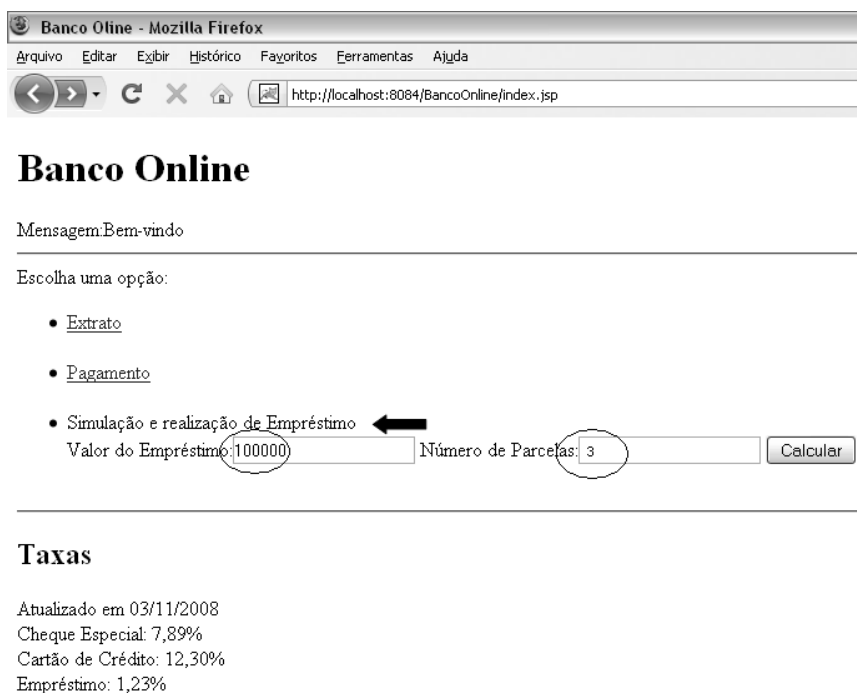 Banco Oline - Mozilla Firefox
Arquivo Editar Exibir Histórico Favoritos Ferramentas Ajuda
http://localhost:8084/BancoOnline/index.jsp
Banco Online
Mensagem:Bem-vindo
Escolha uma opção:
Extrato
Pagamento
Simulação e realização de Empréstimo
Valor do Empréstimo: 100000 Número de Parcelas: 3 Calcular
Taxas
Atualizado em 03/11/2008
Cheque Especial: 7,89%
Cartão de Crédito: 12,30%
Empréstimo: 1,23%